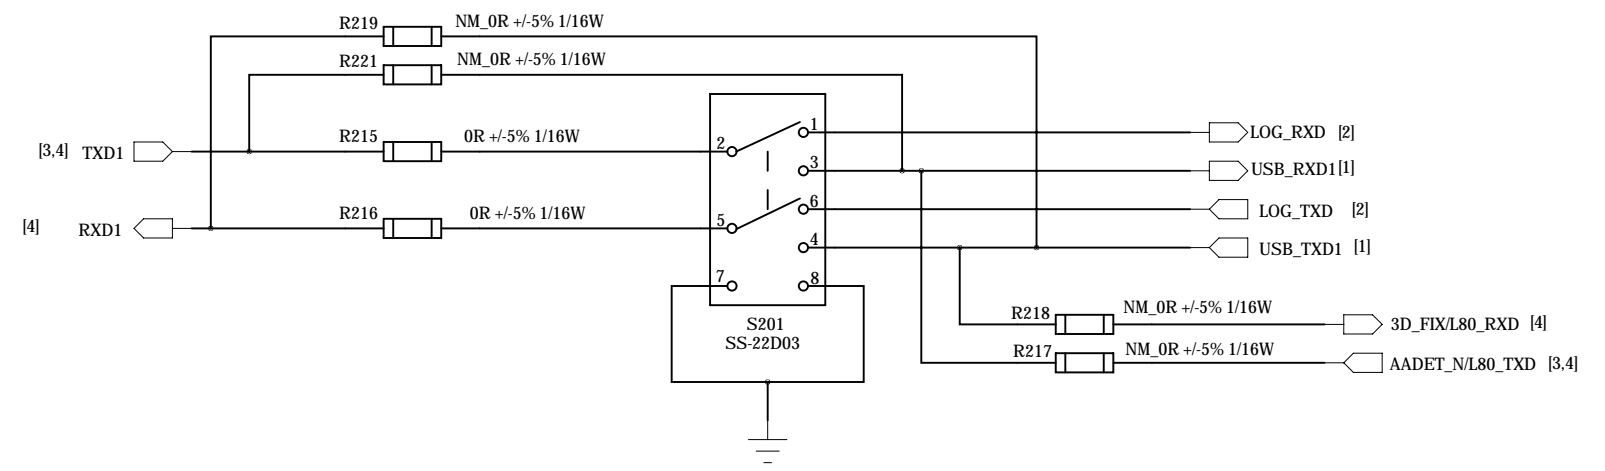 R219 NM_0R +/-5% 1/16W
R221 NM_0R +/-5% 1/16W
[3,4] TXD1 R215 0R +/-5% 1/16W 2 1 LOG_RXD [2]
3 USB_RXD1 [1]
[4] RXD1 R216 0R +/-5% 1/16W 5 6 LOG_TXD [2]
4 USB_TXD1 [1]
7 8
R218 NM_0R +/-5% 1/16W 3D_FIX/L80_RXD [4]
S201
SS-22D03
R217 NM_0R +/-5% 1/16W AADET_N/L80_TXD [3,4]